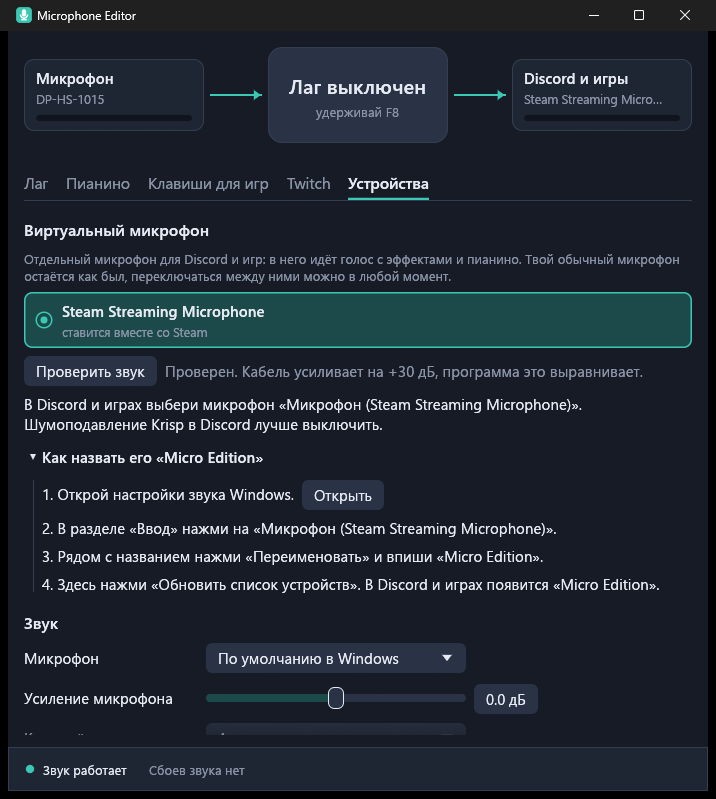 Microphone Editor
Микрофон
DP-HS-1015
Лаг выключен
удерживай F8
Discord и игры
Steam Streaming Micro...
Лаг Пианино Клавиши для игр Twitch Устройства
Виртуальный микрофон
Отдельный микрофон для Discord и игр: в него идёт голос с эффектами и пианино. Твой обычный микрофон
остаётся как был, переключаться между ними можно в любой момент.
Steam Streaming Microphone
ставится вместе со Steam
Проверить звук Проверен. Кабель усиливает на +30 дБ, программа это выравнивает.
В Discord и играх выбери микрофон «Микрофон (Steam Streaming Microphone)».
Шумоподавление Krisp в Discord лучше выключить.
Как назвать его «Micro Edition»
1. Открой настройки звука Windows. Открыть
2. В разделе «Ввод» нажми на «Микрофон (Steam Streaming Microphone)».
3. Рядом с названием нажми «Переименовать» и впиши «Micro Edition».
4. Здесь нажми «Обновить список устройств». В Discord и играх появится «Micro Edition».
Звук
Микрофон По умолчанию в Windows
Усиление микрофона 0.0 дБ
Звук работает Сбоев звука нет